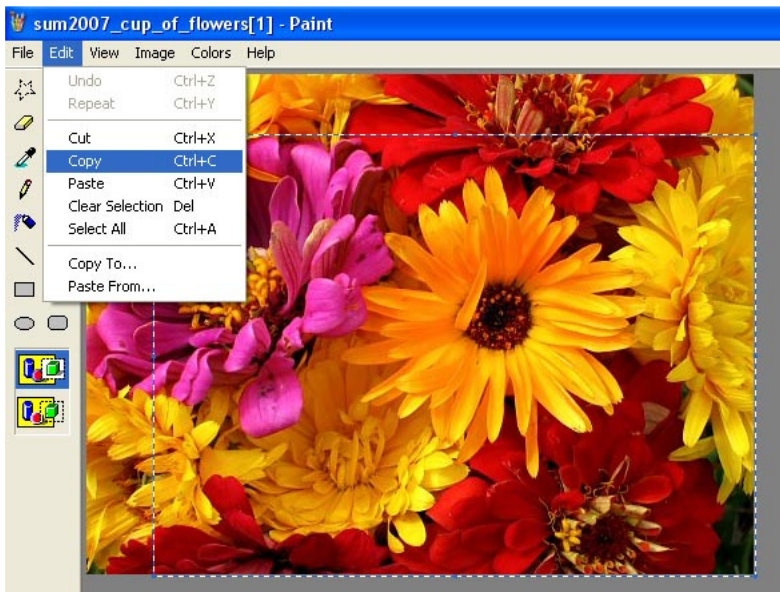 sum2007_cup_of_flowers[1] - Paint
File Edit View Image Colors Help
Undo Ctrl+Z
Repeat Ctrl+Y
Cut Ctrl+X
Copy Ctrl+C
Paste Ctrl+V
Clear Selection Del
Select All Ctrl+A
Copy To...
Paste From...